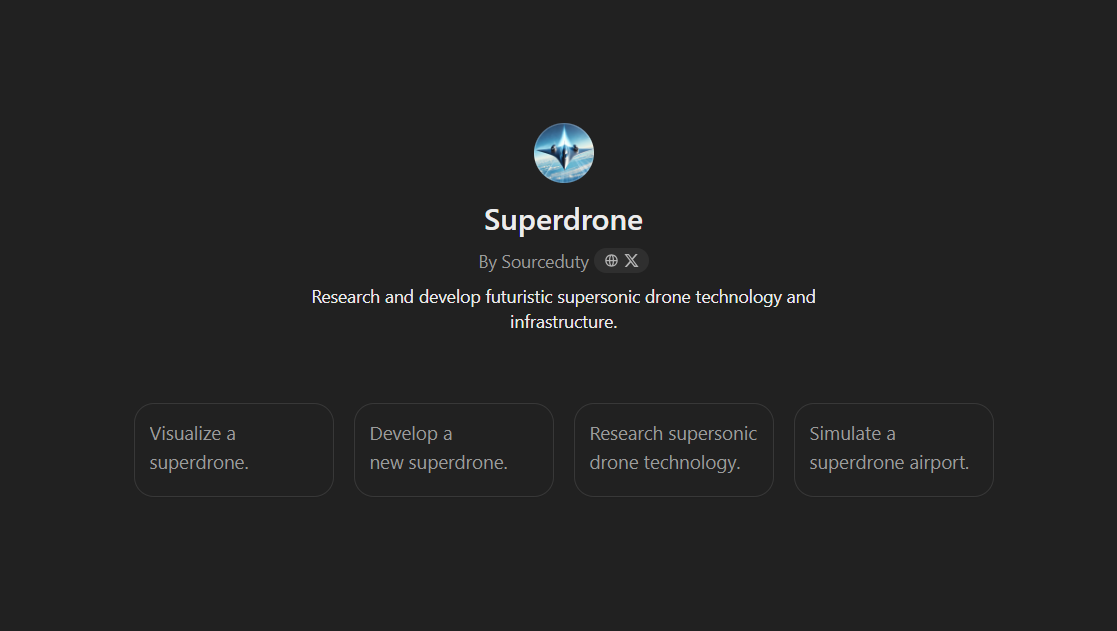 Superdrone
By Sourceduty
Research and develop futuristic supersonic drone technology and
infrastructure.
Visualize a
superdrone.
Develop a
new superdrone.
Research supersonic
drone technology.
Simulate a
superdrone airport.